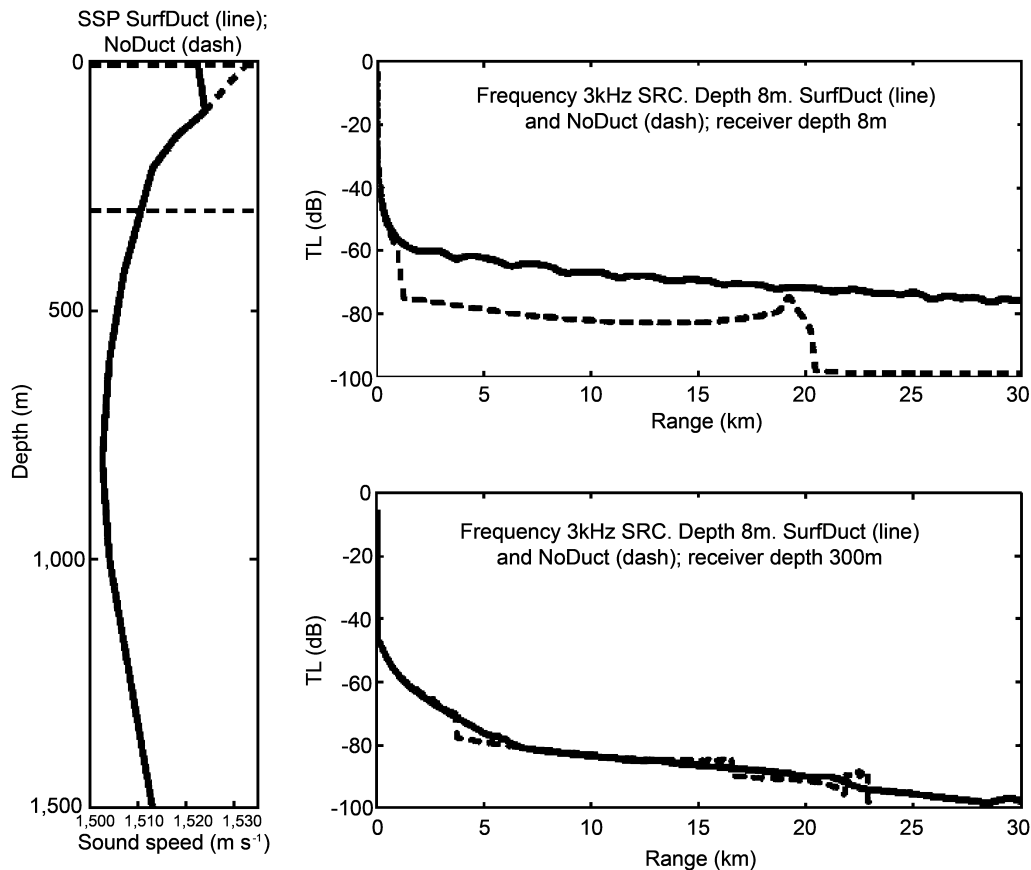 SSP SurfDuct (line);
NoDuct (dash)
0
500
1,000
1,500
Depth (m)
1,500 1,510 1,520 1,530
Sound speed (m s⁻¹)
Frequency 3kHz SRC. Depth 8m. SurfDuct (line)
and NoDuct (dash); receiver depth 8m
0
-20
-40
-60
-80
-100
TL (dB)
0 5 10 15 20 25 30
Range (km)
Frequency 3kHz SRC. Depth 8m. SurfDuct (line)
and NoDuct (dash); receiver depth 300m
0
-20
-40
-60
-80
-100
TL (dB)
0 5 10 15 20 25 30
Range (km)